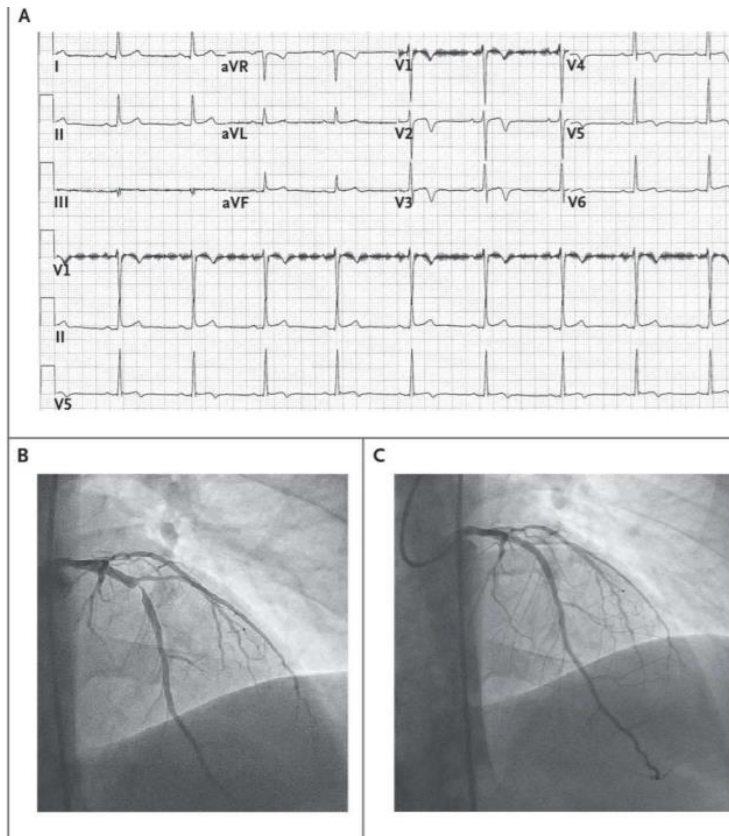 A
I aVR V1 V4
II aVL V2 V5
III aVF V3 V6
V1
II
V5
B C